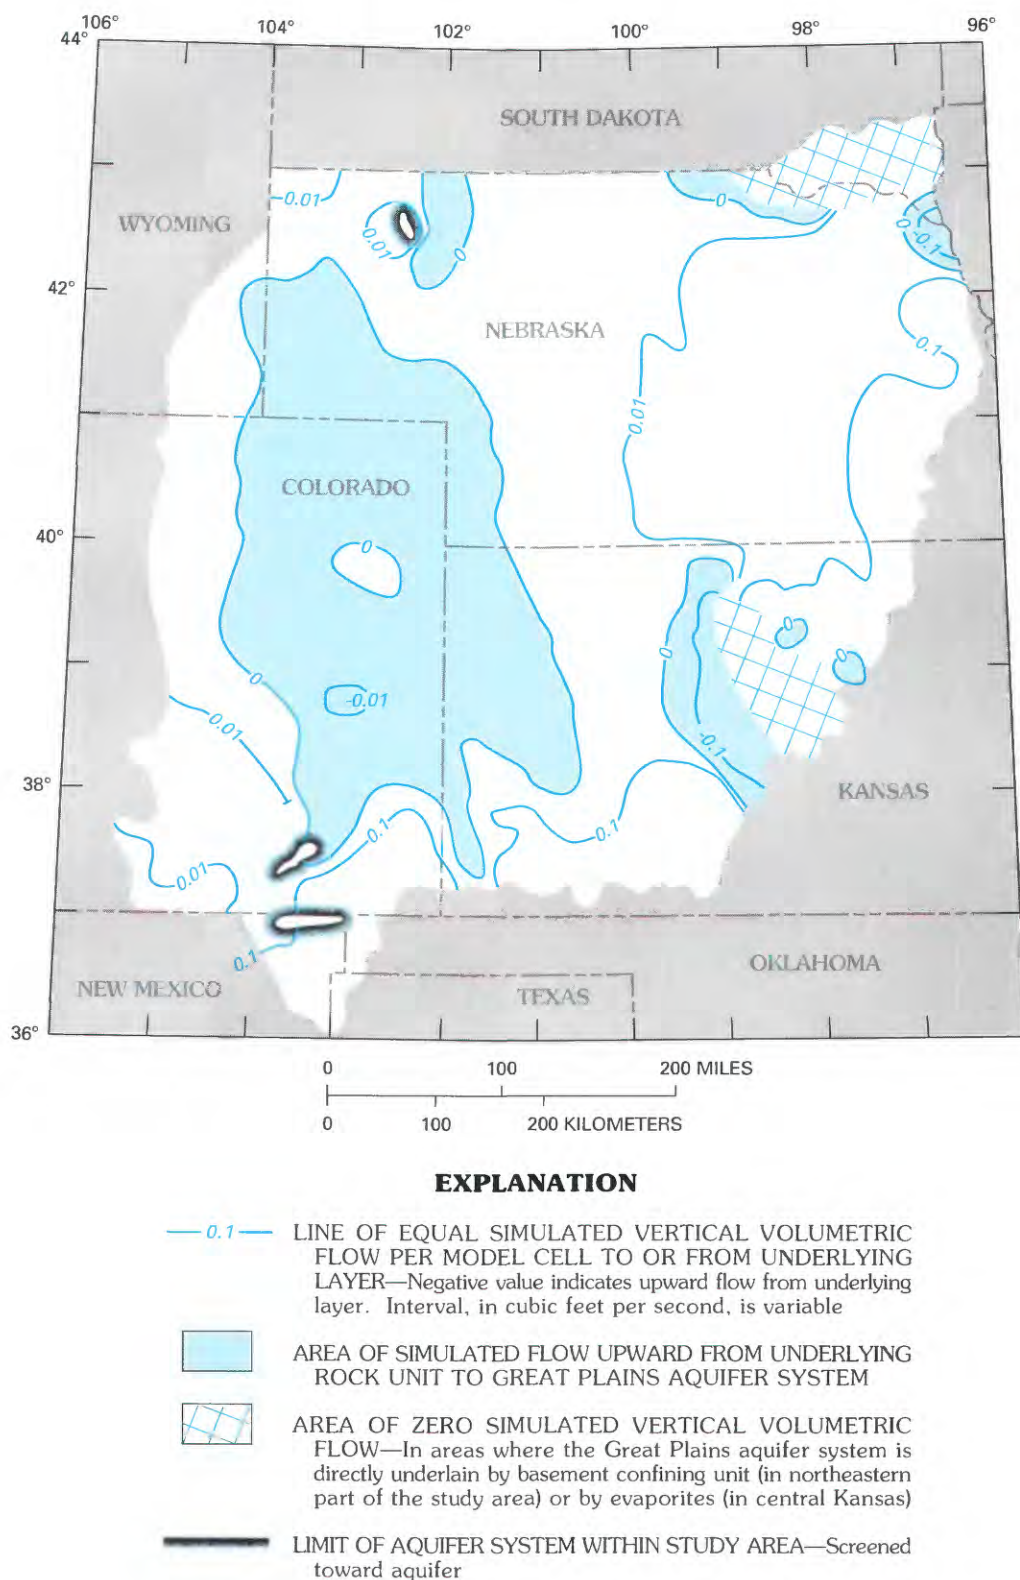 106°
104°
102°
100°
98°
96°
44°
SOUTH DAKOTA
0.01
0
WYOMING
0.01
0
0
-0.1
42°
NEBRASKA
0.1
0.01
COLORADO
40°
0
0
0
0
0
-0.01
0.01
-0.1
38°
KANSAS
0.1
0.1
0.01
0.1
OKLAHOMA
NEW MEXICO
TEXAS
36°
0 100 200 MILES
0 100 200 KILOMETERS
EXPLANATION
0.1 LINE OF EQUAL SIMULATED VERTICAL VOLUMETRIC
FLOW PER MODEL CELL TO OR FROM UNDERLYING
LAYER—Negative value indicates upward flow from underlying
layer. Interval, in cubic feet per second, is variable
AREA OF SIMULATED FLOW UPWARD FROM UNDERLYING
ROCK UNIT TO GREAT PLAINS AQUIFER SYSTEM
AREA OF ZERO SIMULATED VERTICAL VOLUMETRIC
FLOW—In areas where the Great Plains aquifer system is
directly underlain by basement confining unit (in northeastern
part of the study area) or by evaporites (in central Kansas)
LIMIT OF AQUIFER SYSTEM WITHIN STUDY AREA—Screened
toward aquifer